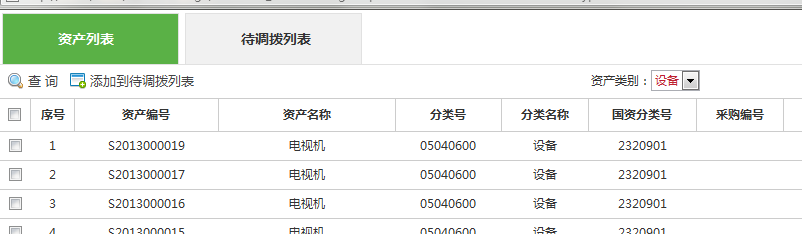 资产列表 待调拨列表
查 询 添加到待调拨列表 资产类别： 设备
序号 资产编号 资产名称 分类号 分类名称 国资分类号 采购编号
1 S2013000019 电视机 05040600 设备 2320901
2 S2013000017 电视机 05040600 设备 2320901
3 S2013000016 电视机 05040600 设备 2320901
4 S2013000015 电视机 05040600 设备 2320901